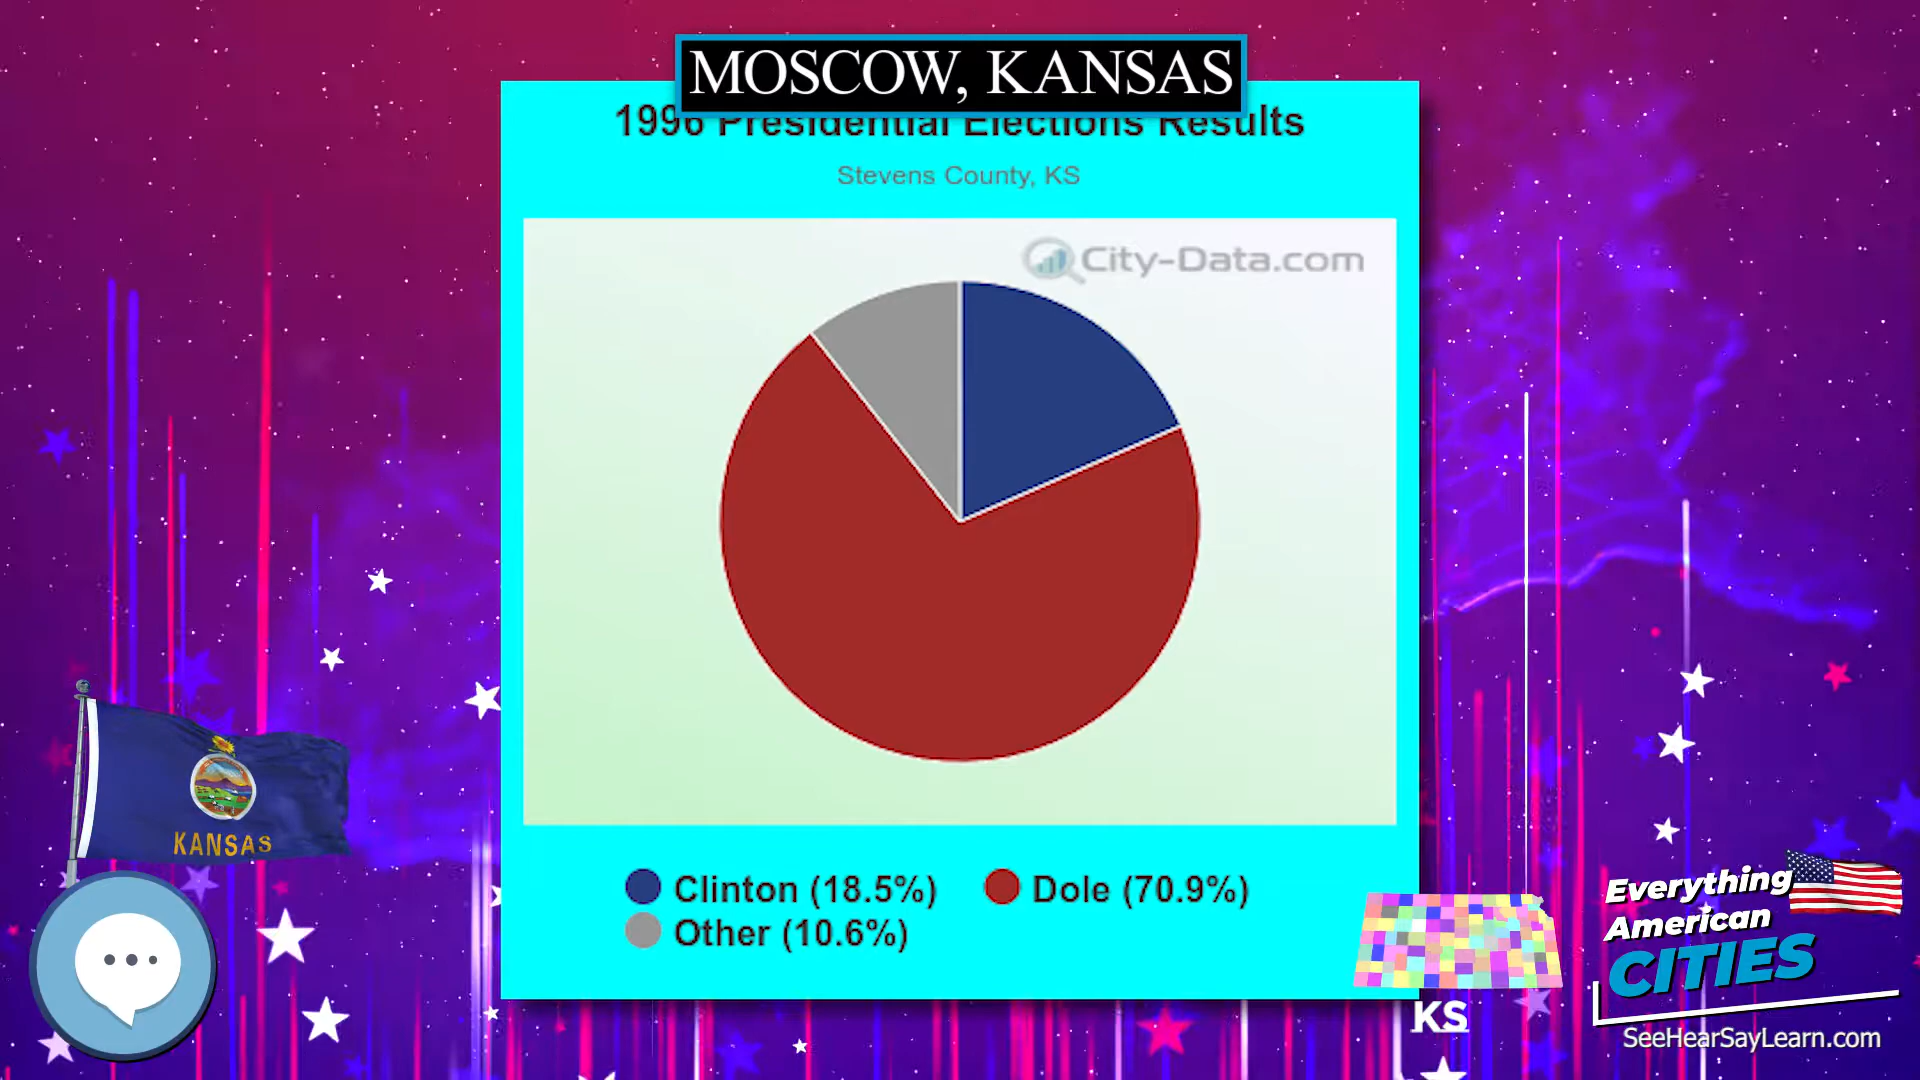 MOSCOW, KANSAS
1996 Presidential Elections Results
Stevens County, KS
City-Data.com
Clinton (18.5%) Dole (70.9%)
Other (10.6%)
KANSAS
Everything
American
CITIES
KS
SeeHearSayLearn.com